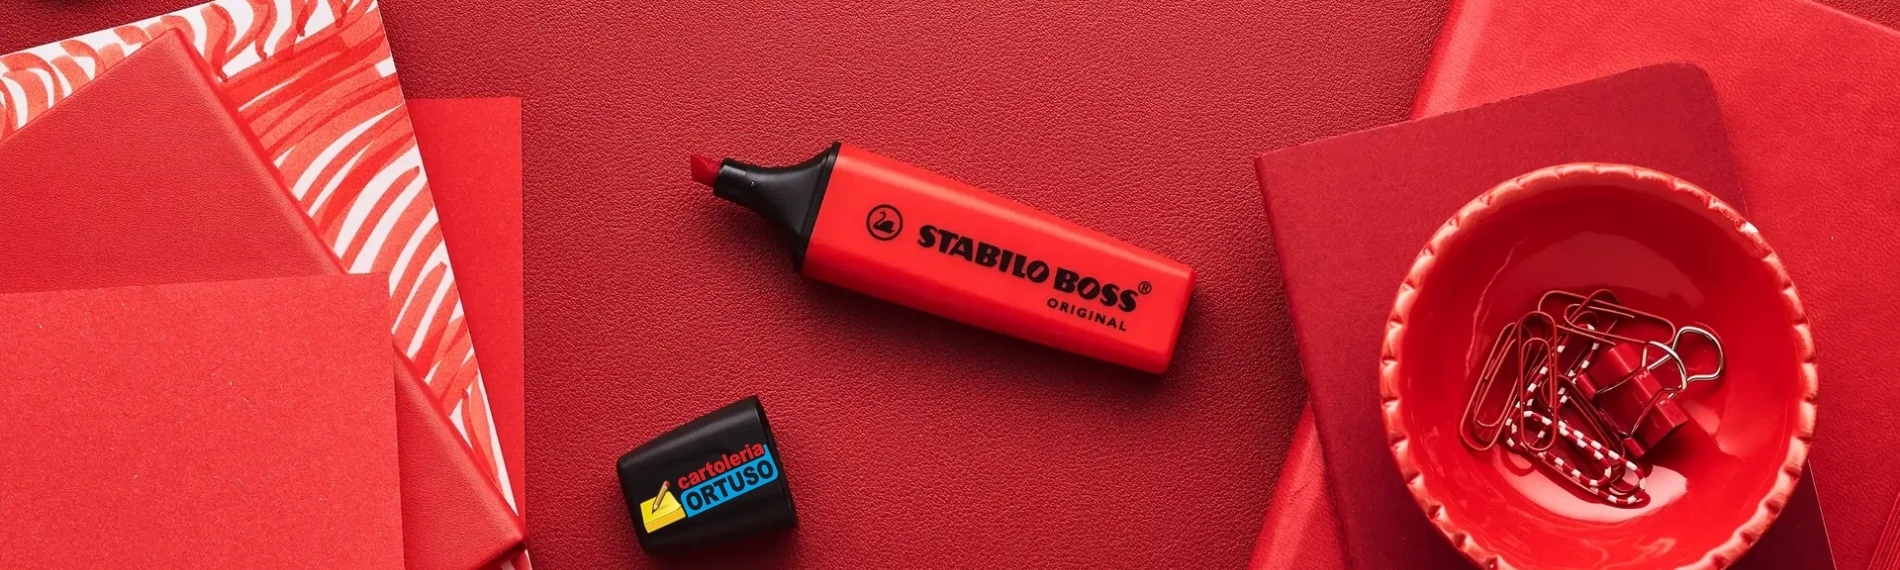 STABILO BOSS®
ORIGINAL
cartoleria
ORTUSO